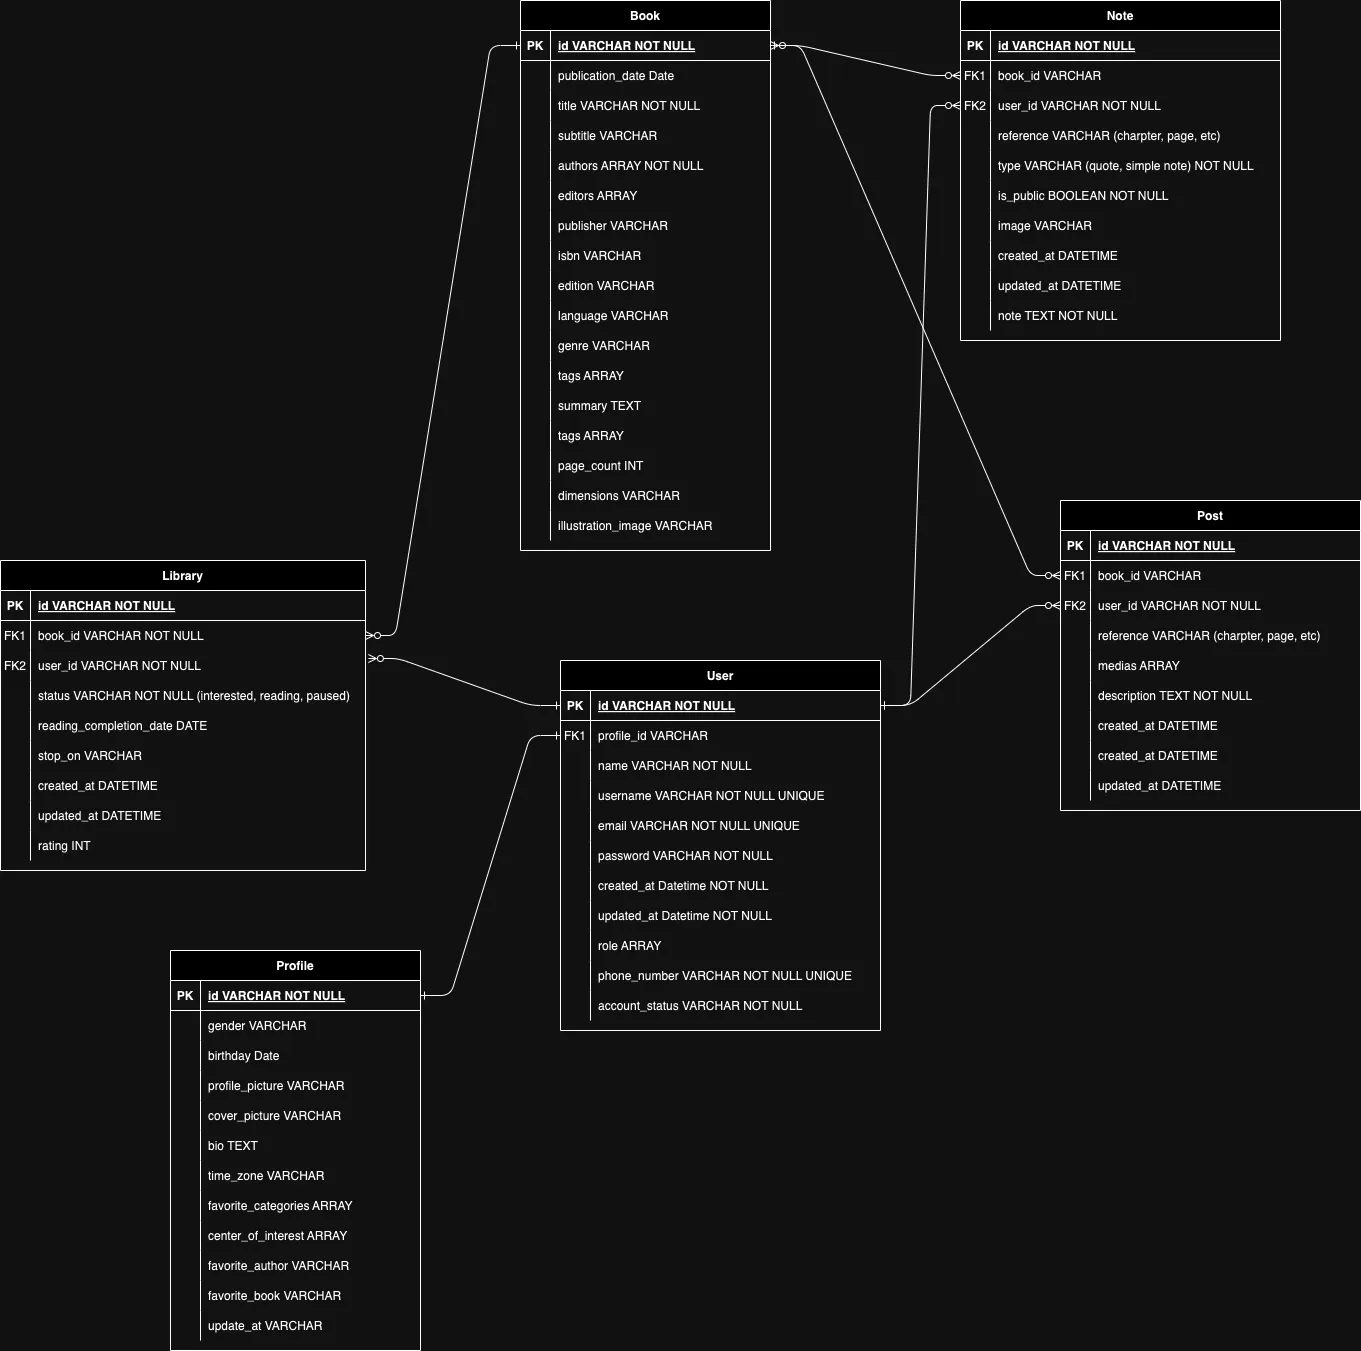 Book
PK id VARCHAR NOT NULL
publication_date Date
title VARCHAR NOT NULL
subtitle VARCHAR
authors ARRAY NOT NULL
editors ARRAY
publisher VARCHAR
isbn VARCHAR
edition VARCHAR
language VARCHAR
genre VARCHAR
tags ARRAY
summary TEXT
tags ARRAY
page_count INT
dimensions VARCHAR
illustration_image VARCHAR
Note
PK id VARCHAR NOT NULL
FK1 book_id VARCHAR
FK2 user_id VARCHAR NOT NULL
reference VARCHAR (charpter, page, etc)
type VARCHAR (quote, simple note) NOT NULL
is_public BOOLEAN NOT NULL
image VARCHAR
created_at DATETIME
updated_at DATETIME
note TEXT NOT NULL
Post
PK id VARCHAR NOT NULL
FK1 book_id VARCHAR
FK2 user_id VARCHAR NOT NULL
reference VARCHAR (charpter, page, etc)
medias ARRAY
description TEXT NOT NULL
created_at DATETIME
created_at DATETIME
updated_at DATETIME
Library
PK id VARCHAR NOT NULL
FK1 book_id VARCHAR NOT NULL
FK2 user_id VARCHAR NOT NULL
status VARCHAR NOT NULL (interested, reading, paused)
reading_completion_date DATE
stop_on VARCHAR
created_at DATETIME
updated_at DATETIME
rating INT
User
PK id VARCHAR NOT NULL
FK1 profile_id VARCHAR
name VARCHAR NOT NULL
username VARCHAR NOT NULL UNIQUE
email VARCHAR NOT NULL UNIQUE
password VARCHAR NOT NULL
created_at Datetime NOT NULL
updated_at Datetime NOT NULL
role ARRAY
phone_number VARCHAR NOT NULL UNIQUE
account_status VARCHAR NOT NULL
Profile
PK id VARCHAR NOT NULL
gender VARCHAR
birthday Date
profile_picture VARCHAR
cover_picture VARCHAR
bio TEXT
time_zone VARCHAR
favorite_categories ARRAY
center_of_interest ARRAY
favorite_author VARCHAR
favorite_book VARCHAR
update_at VARCHAR